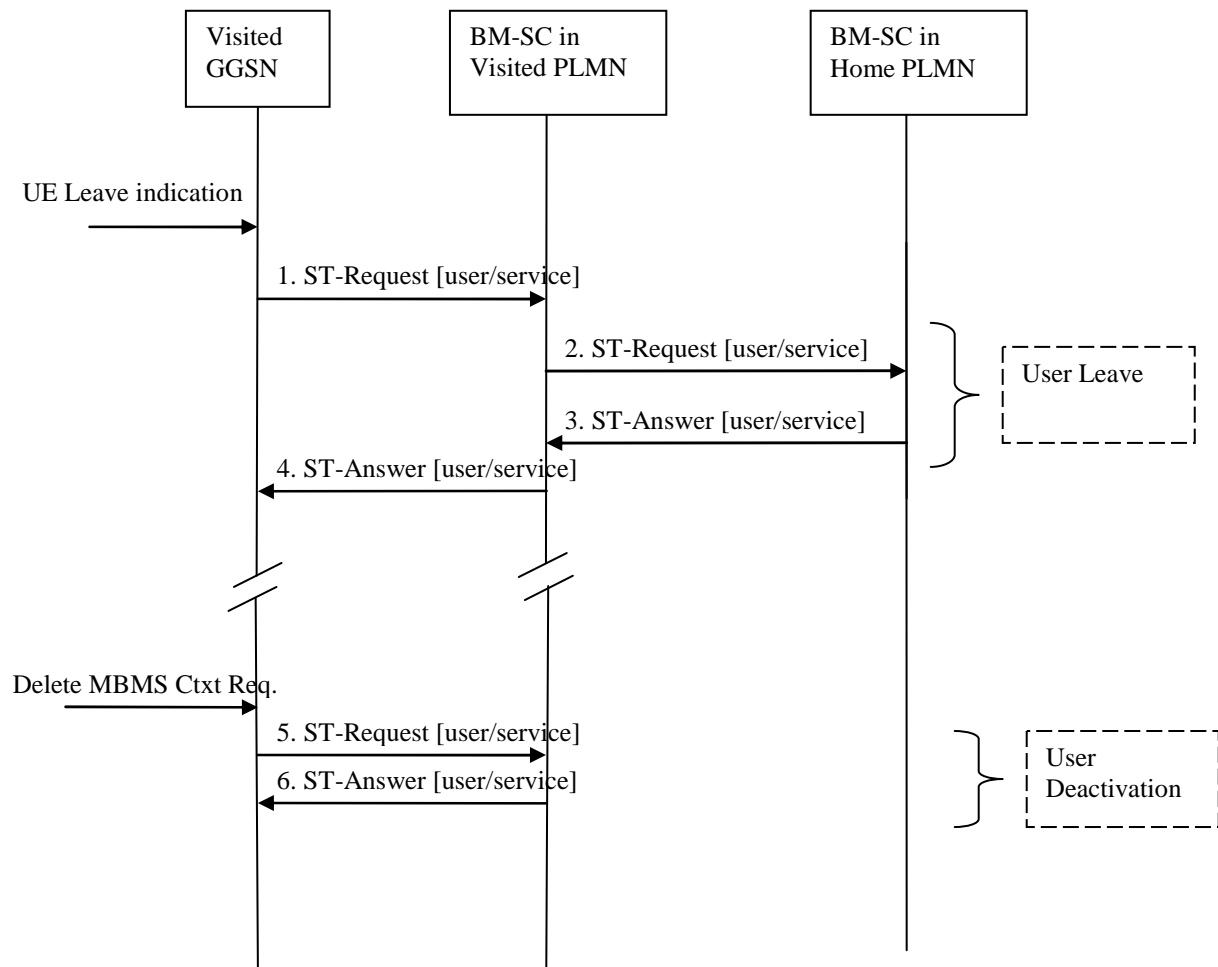 Visited
GGSN
BM-SC in
Visited PLMN
BM-SC in
Home PLMN
UE Leave indication
1. ST-Request [user/service]
2. ST-Request [user/service]
User Leave
3. ST-Answer [user/service]
4. ST-Answer [user/service]
Delete MBMS Ctxt Req.
5. ST-Request [user/service]
6. ST-Answer [user/service]
User
Deactivation